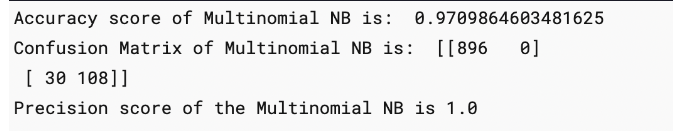 Accuracy score of Multinomial NB is:  0.9709864603481625
Confusion Matrix of Multinomial NB is:  [[896   0]
 [ 30 108]]
Precision score of the Multinomial NB is 1.0